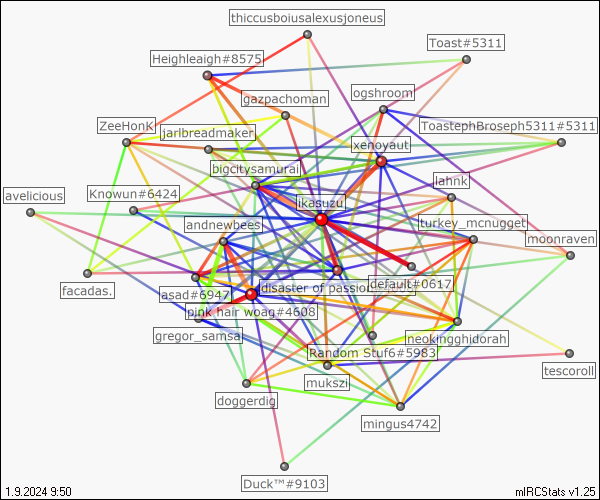 thiccusboiusalexusjoneus
Toast#5311
Heighleaigh#8575
ogshroom
gazpachoman
ZeeHonK
jarlbreadmaker
ToastephBroseph5311#5311
xenoyaut
bigcitysamurai
lahnk
avelicious
Knowun#6424
likasuzu
andnewbees
turkey_mcnugget
moonraven
facadas.
asad#6947
disaster of passion
default#0617
pink hair woag#4608
gregor_samsa
neokingghidorah
Random Stuf6#5983
tescoroll
mukszi
doggerdig
mingus4742
Duck™#9103
1.9.2024 9:50
mIRCStats v1.25